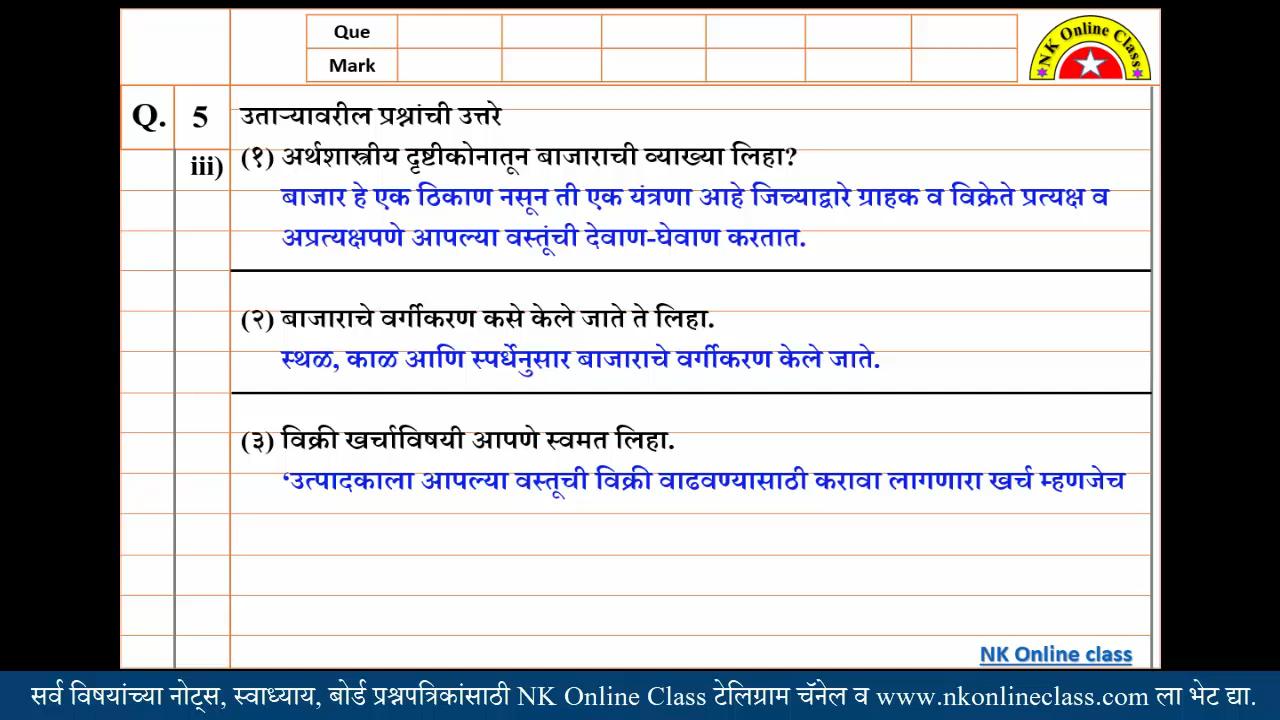 Que
Mark
NK Online Class
Q. 5 उताऱ्यावरील प्रश्नांची उत्तरे
iii) (१) अर्थशास्त्रीय दृष्टीकोनातून बाजाराची व्याख्या लिहा?
बाजार हे एक ठिकाण नसून ती एक यंत्रणा आहे जिच्याद्वारे ग्राहक व विक्रेते प्रत्यक्ष व
अप्रत्यक्षपणे आपल्या वस्तूंची देवाण-घेवाण करतात.
(२) बाजाराचे वर्गीकरण कसे केले जाते ते लिहा.
स्थळ, काळ आणि स्पर्धेनुसार बाजाराचे वर्गीकरण केले जाते.
(३) विक्री खर्चाविषयी आपणे स्वमत लिहा.
‘उत्पादकाला आपल्या वस्तूची विक्री वाढवण्यासाठी करावा लागणारा खर्च म्हणजेच
NK Online class
सर्व विषयांच्या नोट्स, स्वाध्याय, बोर्ड प्रश्नपत्रिकांसाठी NK Online Class टेलिग्राम चॅनेल व www.nkonlineclass.com ला भेट द्या.